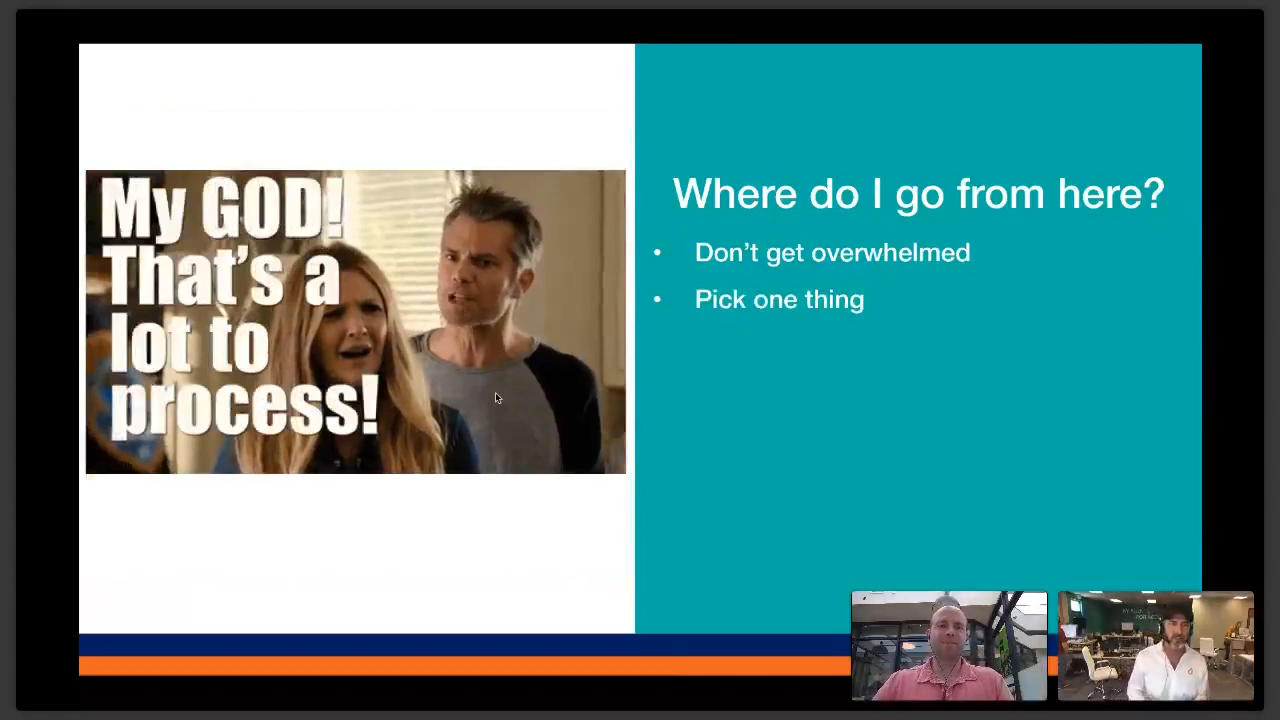 My GOD!
That's a
lot to
process!
Where do I go from here?
• Don’t get overwhelmed
• Pick one thing